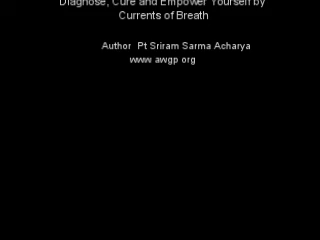 Diagnose, Cure and Empower Yourself by
Currents of Breath
Author Pt Sriram Sarma Acharya
www awgp org